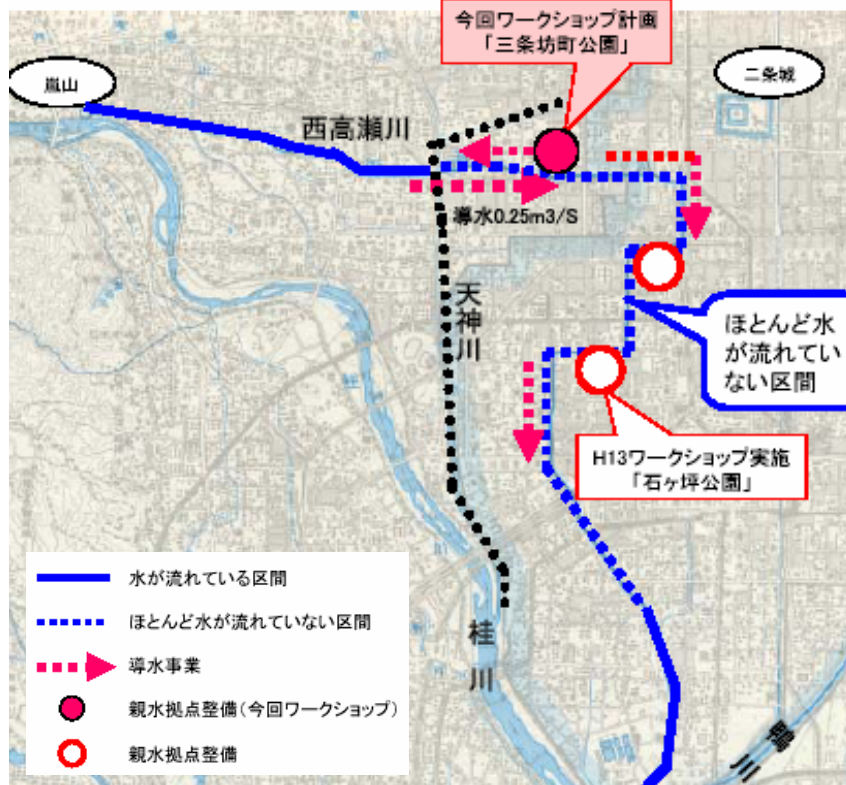 今回ワークショップ計画
「三条坊町公園」
嵐山
二条城
西高瀬川
導水0.25m3/S
天神川
ほとんど水
が流れてい
ない区間
H13ワークショップ実施
「石ヶ坪公園」
桂川
鴨川
水が流れている区間
ほとんど水が流れていない区間
導水事業
親水拠点整備(今回ワークショップ)
親水拠点整備